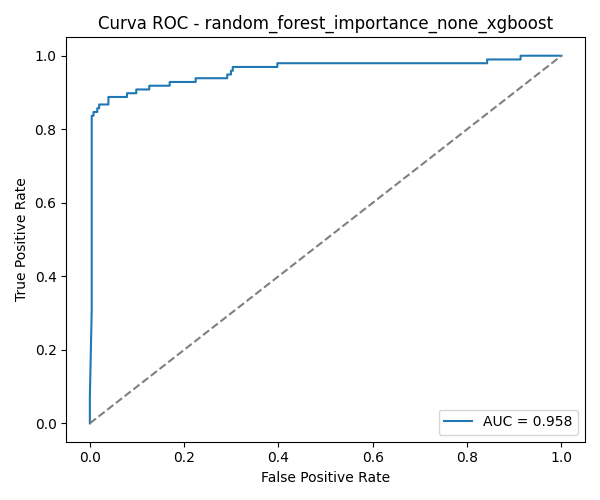 Curva ROC - random_forest_importance_none_xgboost
True Positive Rate
1.0
0.8
0.6
0.4
0.2
0.0
AUC = 0.958
0.0 0.2 0.4 0.6 0.8 1.0
False Positive Rate